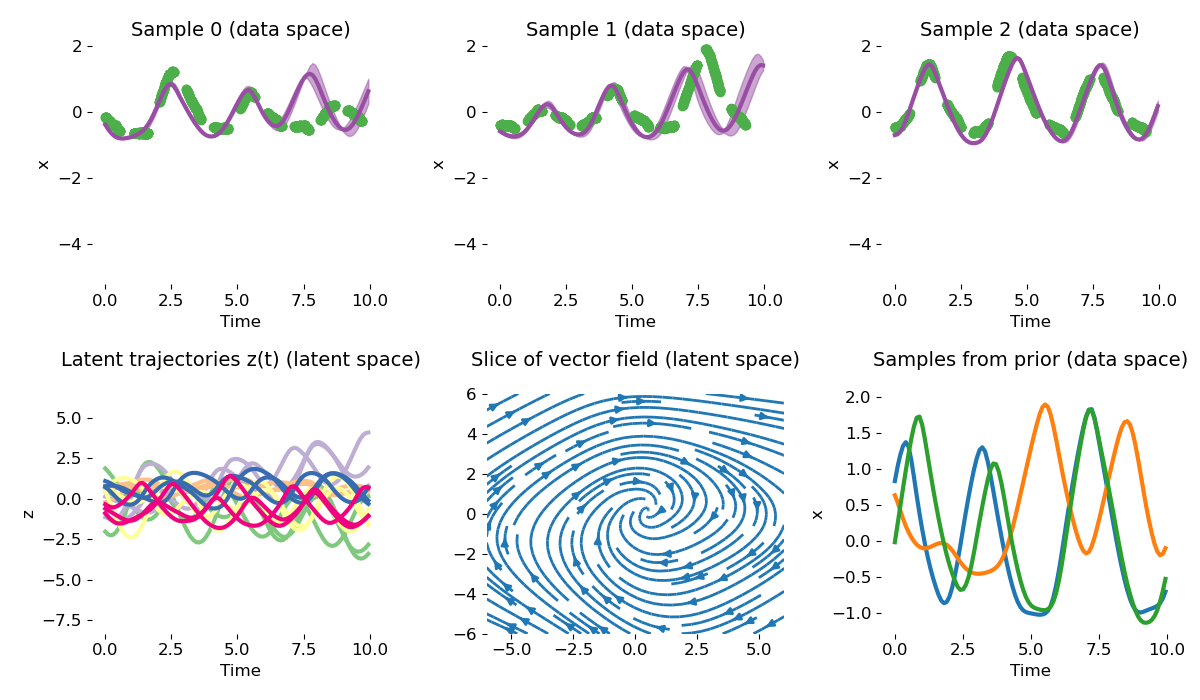 Sample 0 (data space)
2
0
−2
−4
x
0.0 2.5 5.0 7.5 10.0
Time
Sample 1 (data space)
2
0
−2
−4
x
0.0 2.5 5.0 7.5 10.0
Time
Sample 2 (data space)
2
0
−2
−4
x
0.0 2.5 5.0 7.5 10.0
Time
Latent trajectories z(t) (latent space)
5.0
2.5
0.0
−2.5
−5.0
−7.5
z
0.0 2.5 5.0 7.5 10.0
Time
Slice of vector field (latent space)
6
4
2
0
−2
−4
−6
−5.0 −2.5 0.0 2.5 5.0
Samples from prior (data space)
2.0
1.5
1.0
0.5
0.0
−0.5
−1.0
x
0.0 2.5 5.0 7.5 10.0
Time